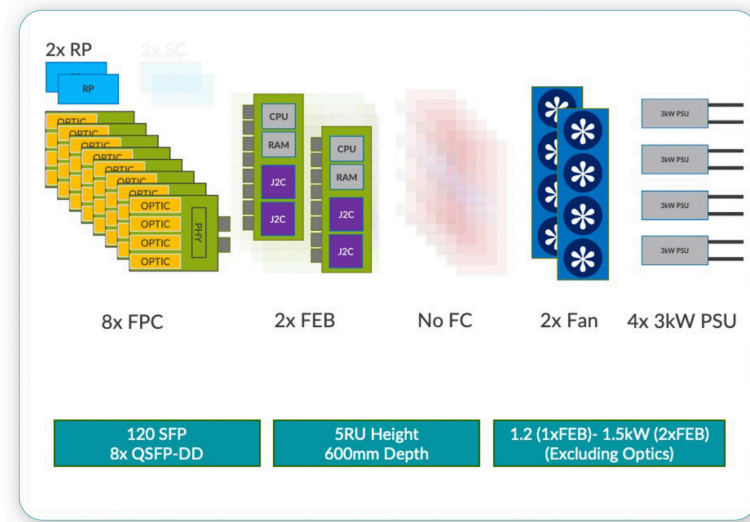 2x RP
2x SC
RP
OPTIC
OPTIC
OPTIC
OPTIC
OPTIC
OPTIC
OPTIC
OPTIC
OPTIC
OPTIC
OPTIC
PHY
CPU
RAM
J2C
J2C
CPU
RAM
J2C
J2C
3kW PSU
3kW PSU
3kW PSU
3kW PSU
8x FPC
2x FEB
No FC
2x Fan
4x 3kW PSU
120 SFP
8x QSFP-DD
5RU Height
600mm Depth
1.2 (1xFEB)- 1.5kW (2xFEB)
(Excluding Optics)